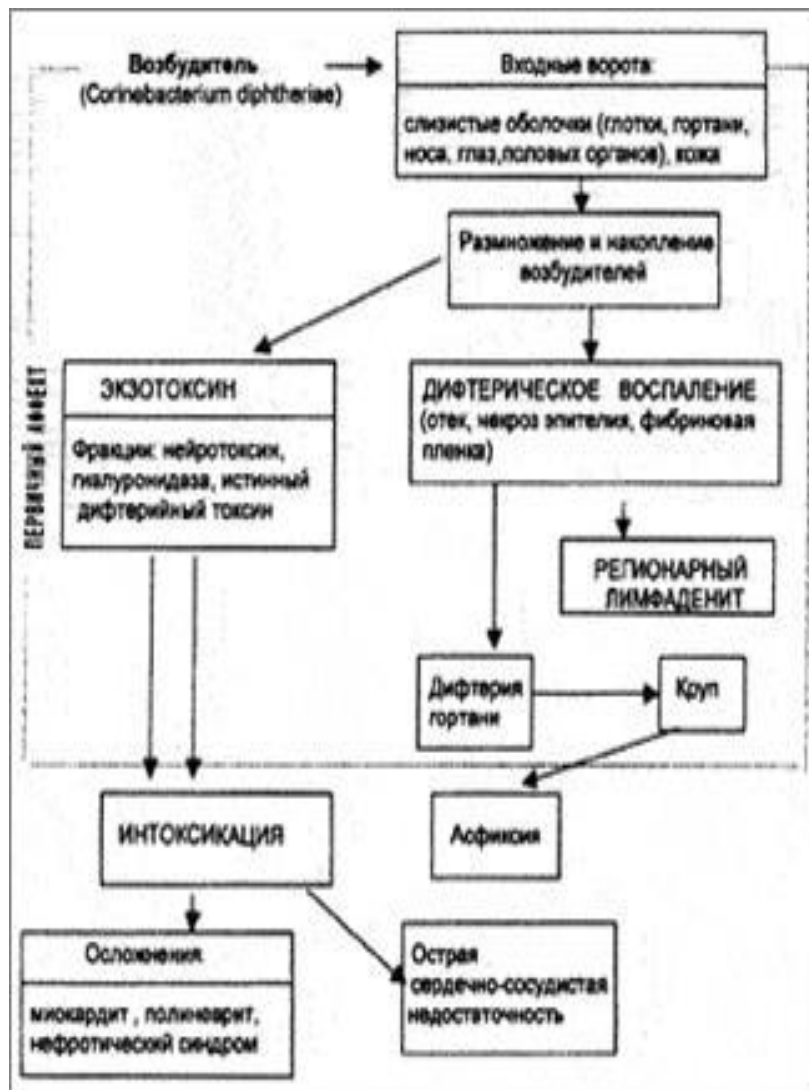 Возбудитель
(Corinebacterium diphtheriae)
Входные ворота:
слизистые оболочки (глотки, гортани,
носа, глаз,половых органов), кожа
Размножение и накопление
возбудителей
ПЕРВИЧНЫЙ АФФЕКТ
ЭКЗОТОКСИН
Фракции: нейротоксин,
гиалуронидаза, истинный
дифтерийный токсин
ДИФТЕРИЧЕСКОЕ ВОСПАЛЕНИЕ
(отек, некроз эпителия, фибриновая
пленка)
РЕГИОНАРНЫЙ
ЛИМФАДЕНИТ
Дифтерия
гортани
Круп
ИНТОКСИКАЦИЯ
Асфиксия
Осложнения
миокардит , полиневрит,
нефротический синдром
Острая
сердечно-сосудистая
недостаточность